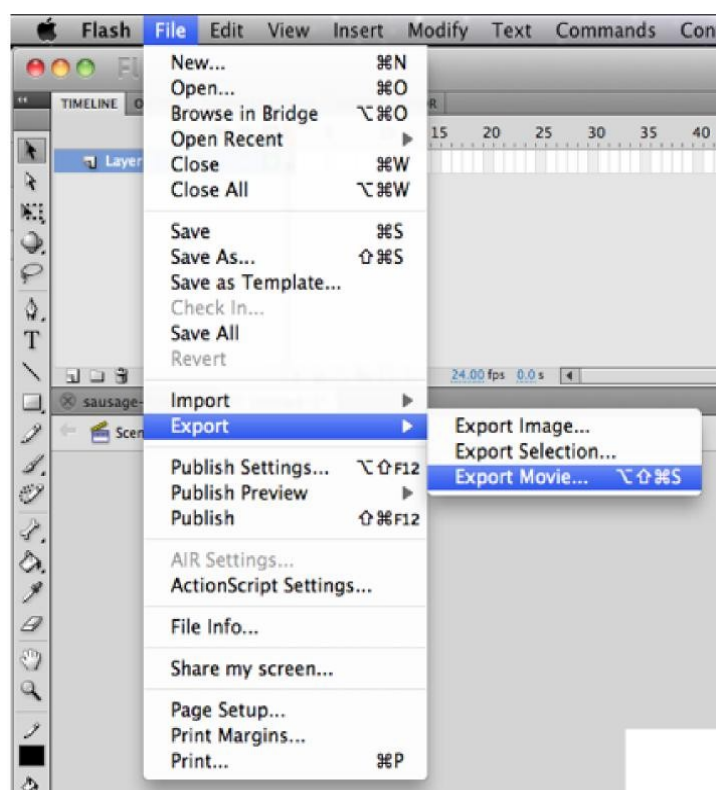 Flash File Edit View Insert Modify Text Commands Con
TIMELINE
15 20 25 30 35 40
Layer
New... ⌘N
Open... ⌘O
Browse in Bridge ⌥⌘O
Open Recent ▶
Close ⌘W
Close All ⌥⌘W
Save ⌘S
Save As... ⇧⌘S
Save as Template...
Check In...
Save All
Revert
24.00 fps 0.0 s
sausage-
Scen
Import ▶
Export ▶
Export Image...
Export Selection...
Export Movie... ⌥⇧⌘S
Publish Settings... ⌥⇧F12
Publish Preview ▶
Publish ⇧⌘F12
AIR Settings...
ActionScript Settings...
File Info...
Share my screen...
Page Setup...
Print Margins...
Print... ⌘P